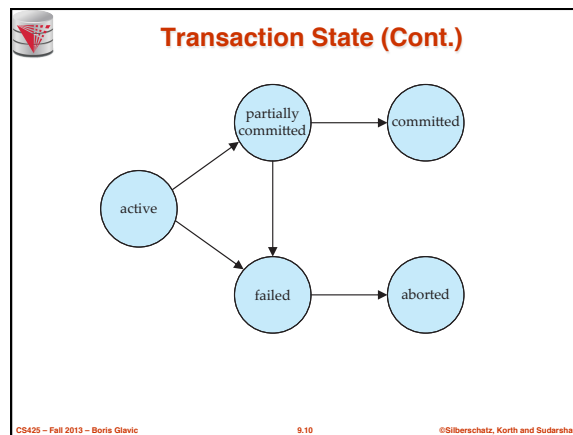 Transaction State (Cont.)
partially
committed
committed
active
failed
aborted
CS425 – Fall 2013 – Boris Glavic
9.10
©Silberschatz, Korth and Sudarsha